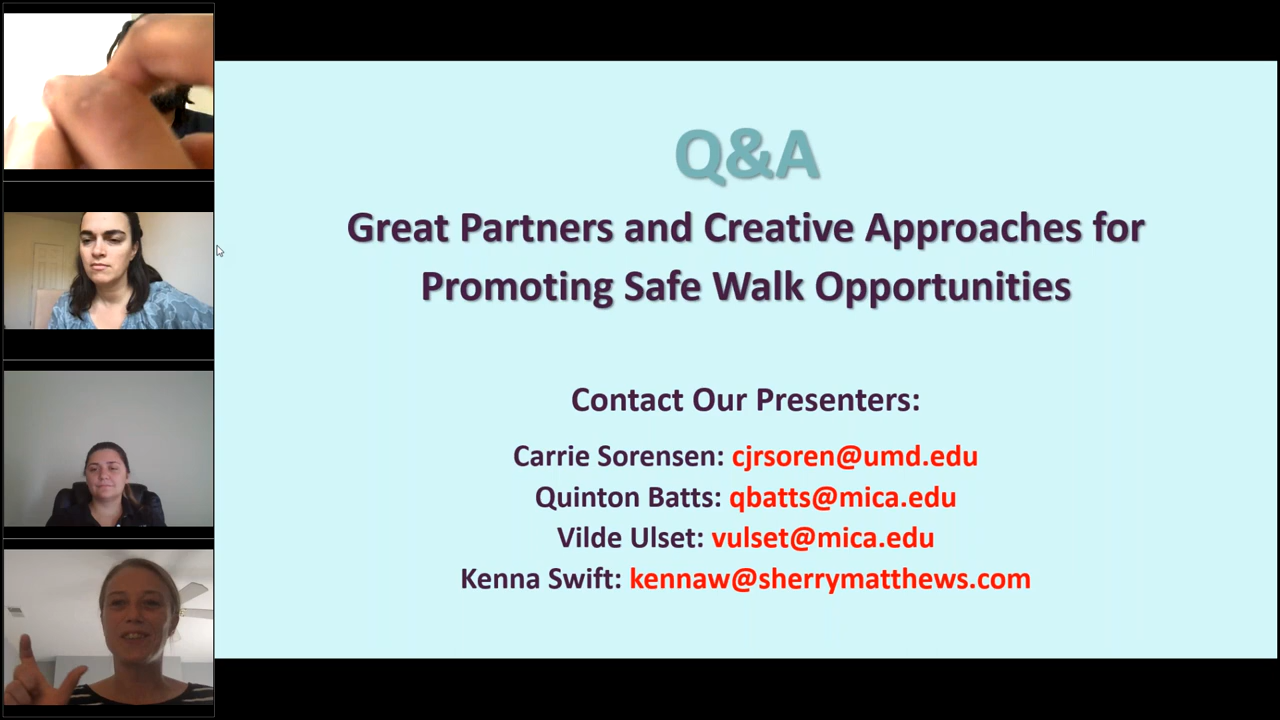 Q&A
Great Partners and Creative Approaches for
Promoting Safe Walk Opportunities
Contact Our Presenters:
Carrie Sorensen: cjrsoren@umd.edu
Quinton Batts: qbatts@mica.edu
Vilde Ulset: vulset@mica.edu
Kenna Swift: kennaw@sherrymatthews.com